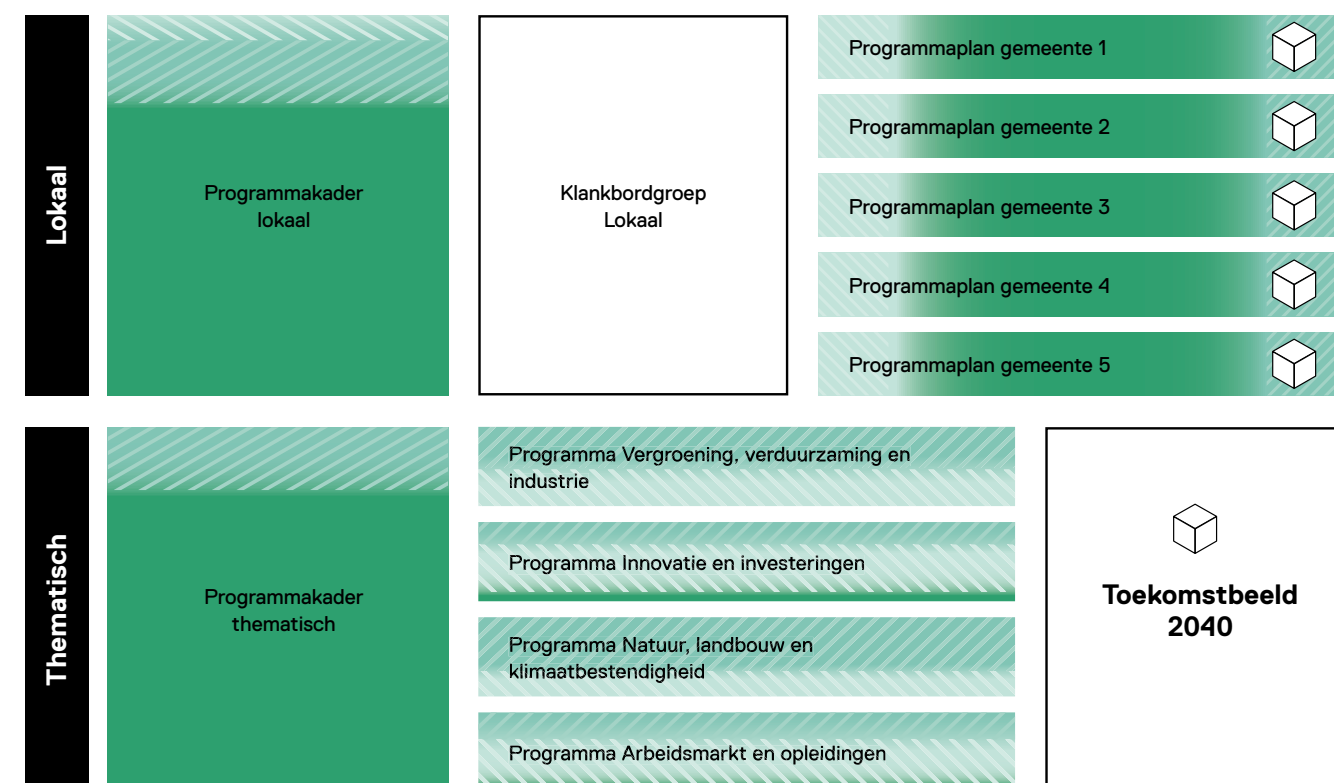 Lokaal
Programmakader
lokaal
Klankbordgroep
Lokaal
Programmaplan gemeente 1
Programmaplan gemeente 2
Programmaplan gemeente 3
Programmaplan gemeente 4
Programmaplan gemeente 5
Thematisch
Programmakader
thematisch
Programma Vergroening, verduurzaming en
industrie
Programma Innovatie en investeringen
Programma Natuur, landbouw en
klimaatbestendigheid
Programma Arbeidsmarkt en opleidingen
Toekomstbeeld
2040